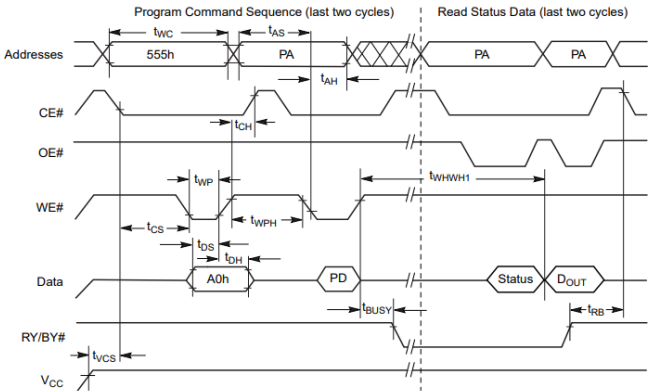 Program Command Sequence (last two cycles) Read Status Data (last two cycles)
tWC tAS
Addresses 555h PA PA PA
tAH
CE#
tCH
OE#
tWP tWHWH1
WE#
tCS tWPH
tDS
tDH
Data A0h PD Status DOUT
tBUSY tRB
RY/BY#
tVCS
VCC